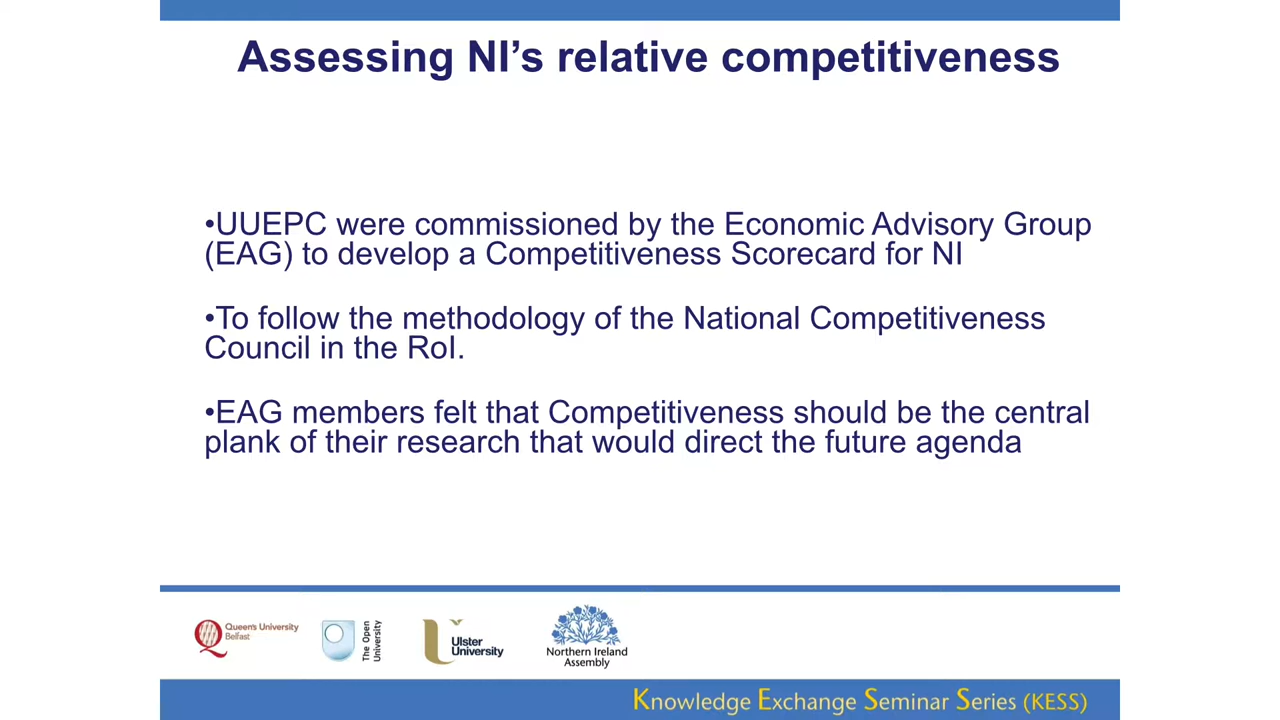 Assessing NI’s relative competitiveness
•UUEPC were commissioned by the Economic Advisory Group
(EAG) to develop a Competitiveness Scorecard for NI
•To follow the methodology of the National Competitiveness
Council in the RoI.
•EAG members felt that Competitiveness should be the central
plank of their research that would direct the future agenda
Queen's University
Belfast
The Open
University
Ulster
University
Northern Ireland
Assembly
Knowledge Exchange Seminar Series (KESS)